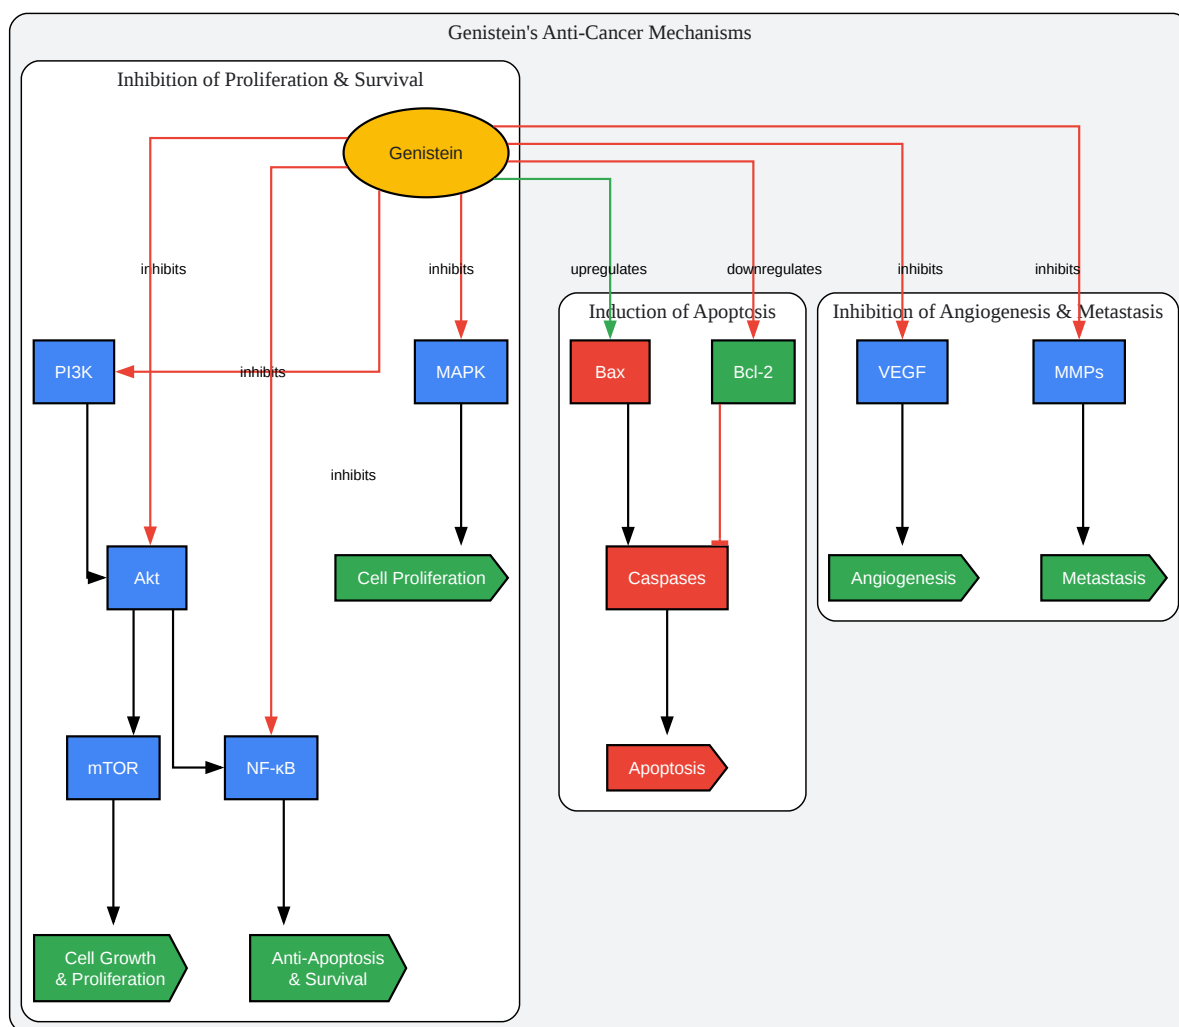 Genistein's Anti-Cancer Mechanisms
Inhibition of Proliferation & Survival
Genistein
inhibits
inhibits
upregulates
downregulates
inhibits
inhibits
Induction of Apoptosis
Inhibition of Angiogenesis & Metastasis
PI3K
inhibits
MAPK
Bax
Bcl-2
VEGF
MMPs
inhibits
Akt
Cell Proliferation
Caspases
Angiogenesis
Metastasis
mTOR
NF-κB
Apoptosis
Cell Growth
& Proliferation
Anti-Apoptosis
& Survival